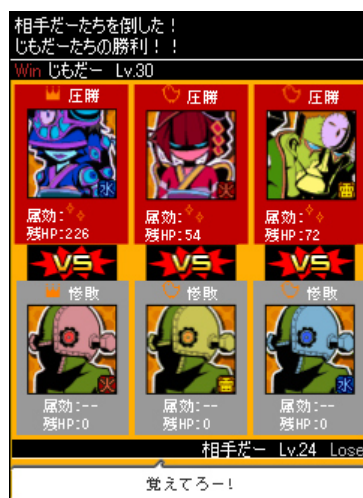 相手だーたちを倒した！
じもだーたちの勝利！！
Win じもだー Lv.30
圧勝 圧勝 圧勝
氷 火 雷
属効: 属効: 属効:
残HP:226 残HP:54 残HP:72
VS VS VS
惨敗 惨敗 惨敗
火 雷 氷
属効:-- 属効:-- 属効:--
残HP:0 残HP:0 残HP:0
相手だー Lv.24 Lose
覚えてろー!